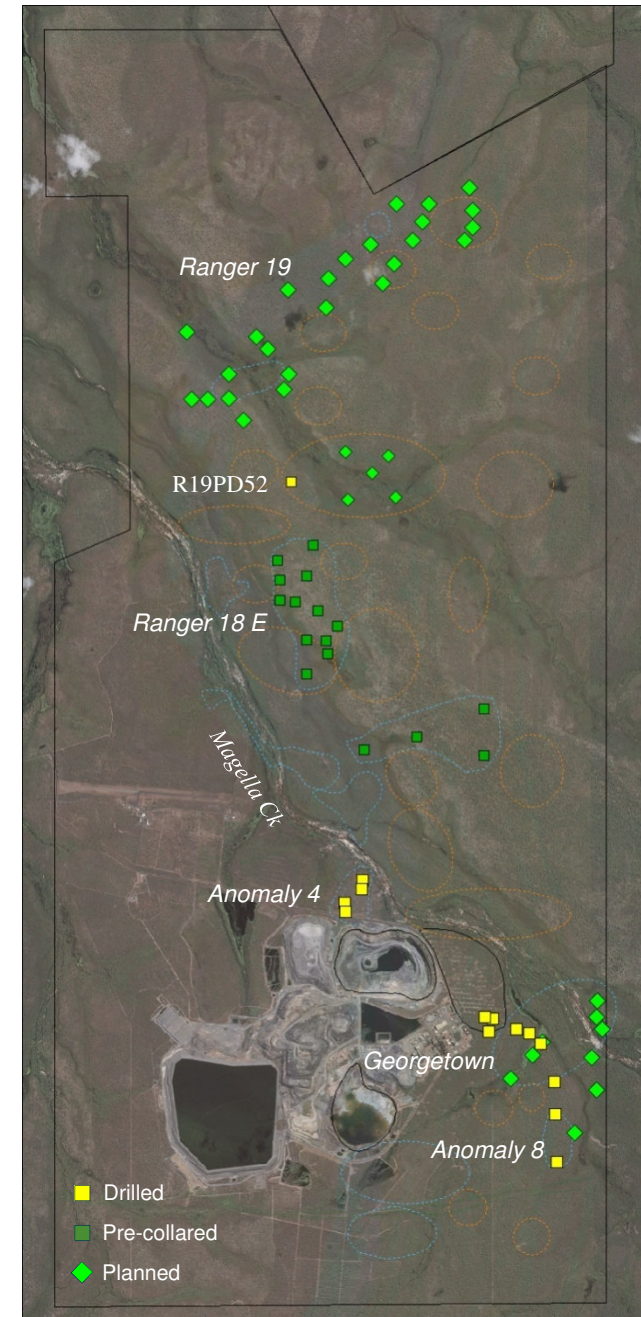 Ranger 19
R19PD52
Ranger 18 E
Magella Ck
Anomaly 4
Georgetown
Anomaly 8
Drilled
Pre-collared
Planned